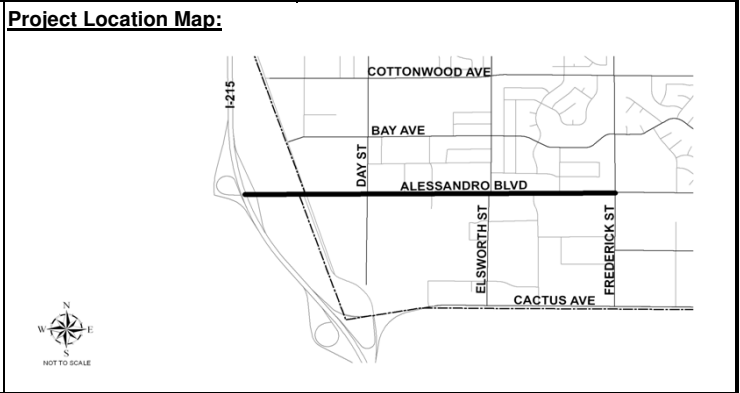 Project Location Map:
COTTONWOOD AVE
I-215
BAY AVE
DAY ST
ALESSANDRO BLVD
ELSWORTH ST
FREDERICK ST
CACTUS AVE
N
W E
S
NOT TO SCALE